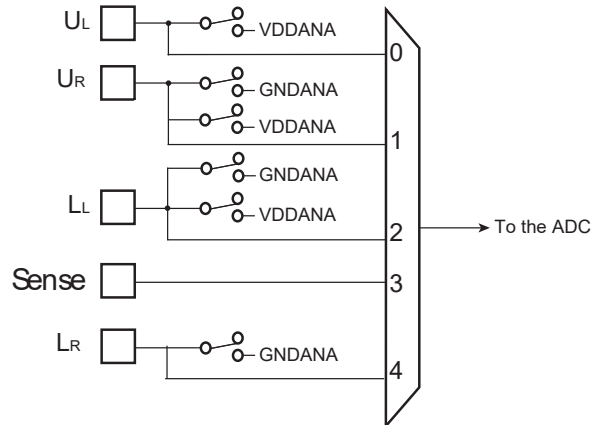 UL
VDDANA
0
UR
GNDANA
VDDANA
1
GNDANA
LL
VDDANA
2
To the ADC
Sense
3
LR
GNDANA
4